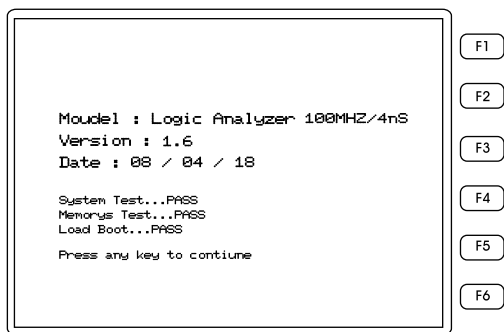 Moudel : Logic Analyzer 100MHZ/4nS
Version : 1.6
Date : 08 / 04 / 18
System Test...PASS
Memorys Test...PASS
Load Boot...PASS
Press any key to contiune
F1
F2
F3
F4
F5
F6